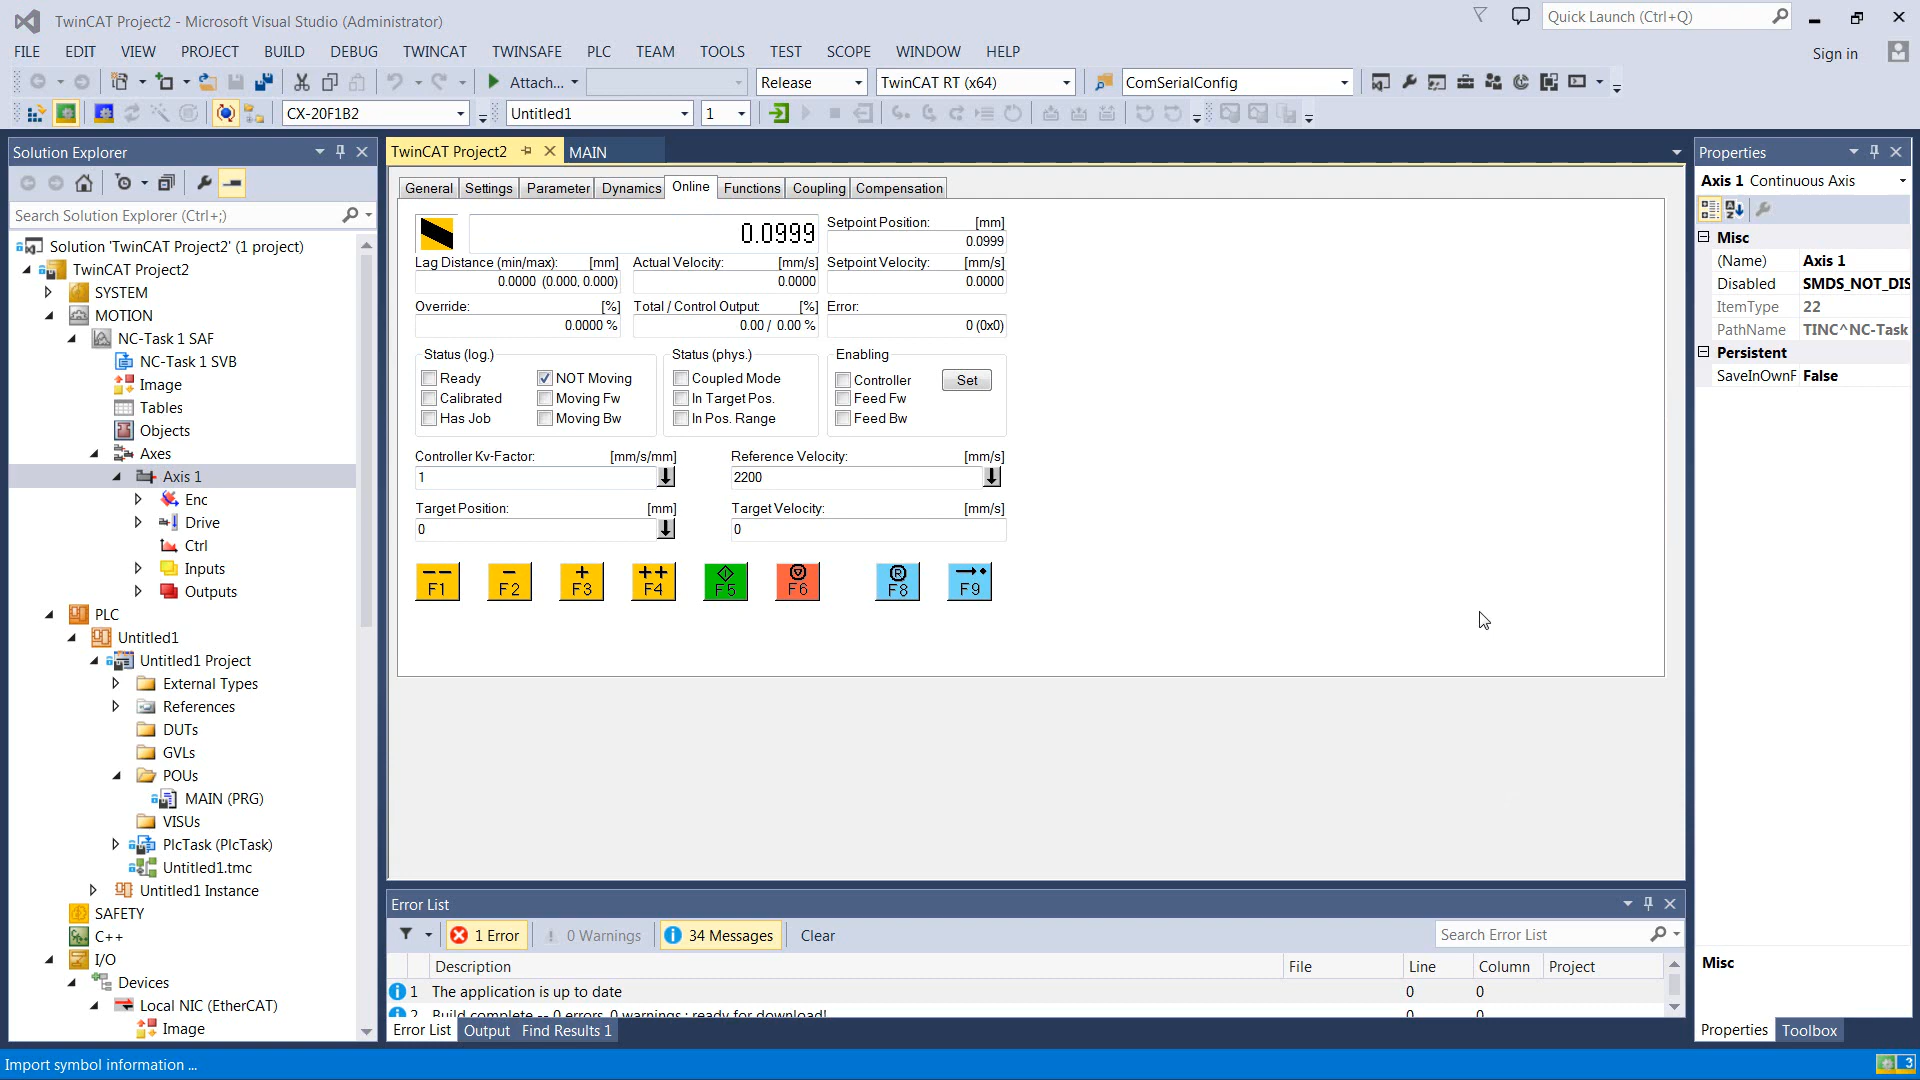 TwinCAT Project2 - Microsoft Visual Studio (Administrator)
Quick Launch (Ctrl+Q)
FILE EDIT VIEW PROJECT BUILD DEBUG TWINCAT TWINSAFE PLC TEAM TOOLS TEST SCOPE WINDOW HELP
Sign in
Attach... Release TwinCAT RT (x64) ComSerialConfig
CX-20F1B2 Untitled1 1
Solution Explorer
Search Solution Explorer (Ctrl+;)
Solution 'TwinCAT Project2' (1 project)
TwinCAT Project2
SYSTEM
MOTION
NC-Task 1 SAF
NC-Task 1 SVB
Image
Tables
Objects
Axes
Axis 1
Enc
Drive
Ctrl
Inputs
Outputs
PLC
Untitled1
Untitled1 Project
External Types
References
DUTs
GVLs
POUs
MAIN (PRG)
VISUs
PlcTask (PlcTask)
Untitled1.tmc
Untitled1 Instance
SAFETY
C++
I/O
Devices
Local NIC (EtherCAT)
Image
TwinCAT Project2 MAIN
General Settings Parameter Dynamics Online Functions Coupling Compensation
0.0999
Setpoint Position: [mm]
0.0999
Lag Distance (min/max): [mm] Actual Velocity: [mm/s] Setpoint Velocity: [mm/s]
0.0000 (0.000, 0.000) 0.0000 0.0000
Override: [%] Total / Control Output: [%] Error:
0.0000 % 0.00 / 0.00 % 0 (0x0)
Status (log.) Status (phys.) Enabling
Ready NOT Moving Coupled Mode Controller Set
Calibrated Moving Fw In Target Pos. Feed Fw
Has Job Moving Bw In Pos. Range Feed Bw
Controller Kv-Factor: [mm/s/mm] Reference Velocity: [mm/s]
1 2200
Target Position: [mm] Target Velocity: [mm/s]
0 0
-- - + ++ R
F1 F2 F3 F4 F5 F6 F8 F9
Error List
1 Error 0 Warnings 34 Messages Clear Search Error List
Description File Line Column Project
1 The application is up to date 0 0
2 Build complete -- 0 errors, 0 warnings : ready for download!
Error List Output Find Results 1
Properties
Axis 1 Continuous Axis
Misc
(Name) Axis 1
Disabled SMDS_NOT_DIS
ItemType 22
PathName TINC^NC-Task
Persistent
SaveInOwnF False
Misc
Properties Toolbox
Import symbol information ...
3